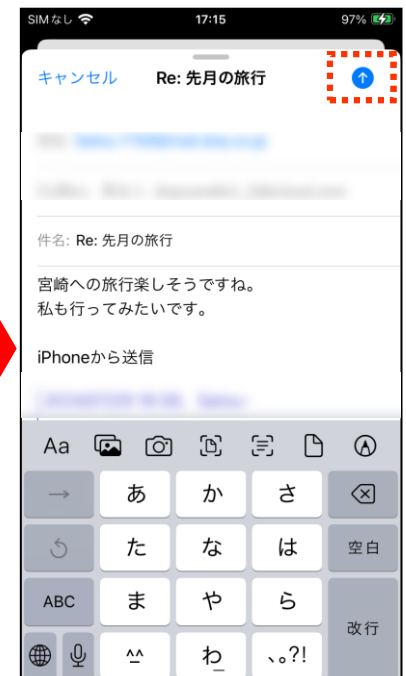 SIMなし 17:15 97%
キャンセル Re: 先月の旅行
件名: Re: 先月の旅行
宮崎への旅行楽しそうですね。
私も行ってみたいです。
iPhoneから送信
Aa
→ あ か さ
た な は 空白
ABC ま や ら
^^ わ_ 、。?! 改行